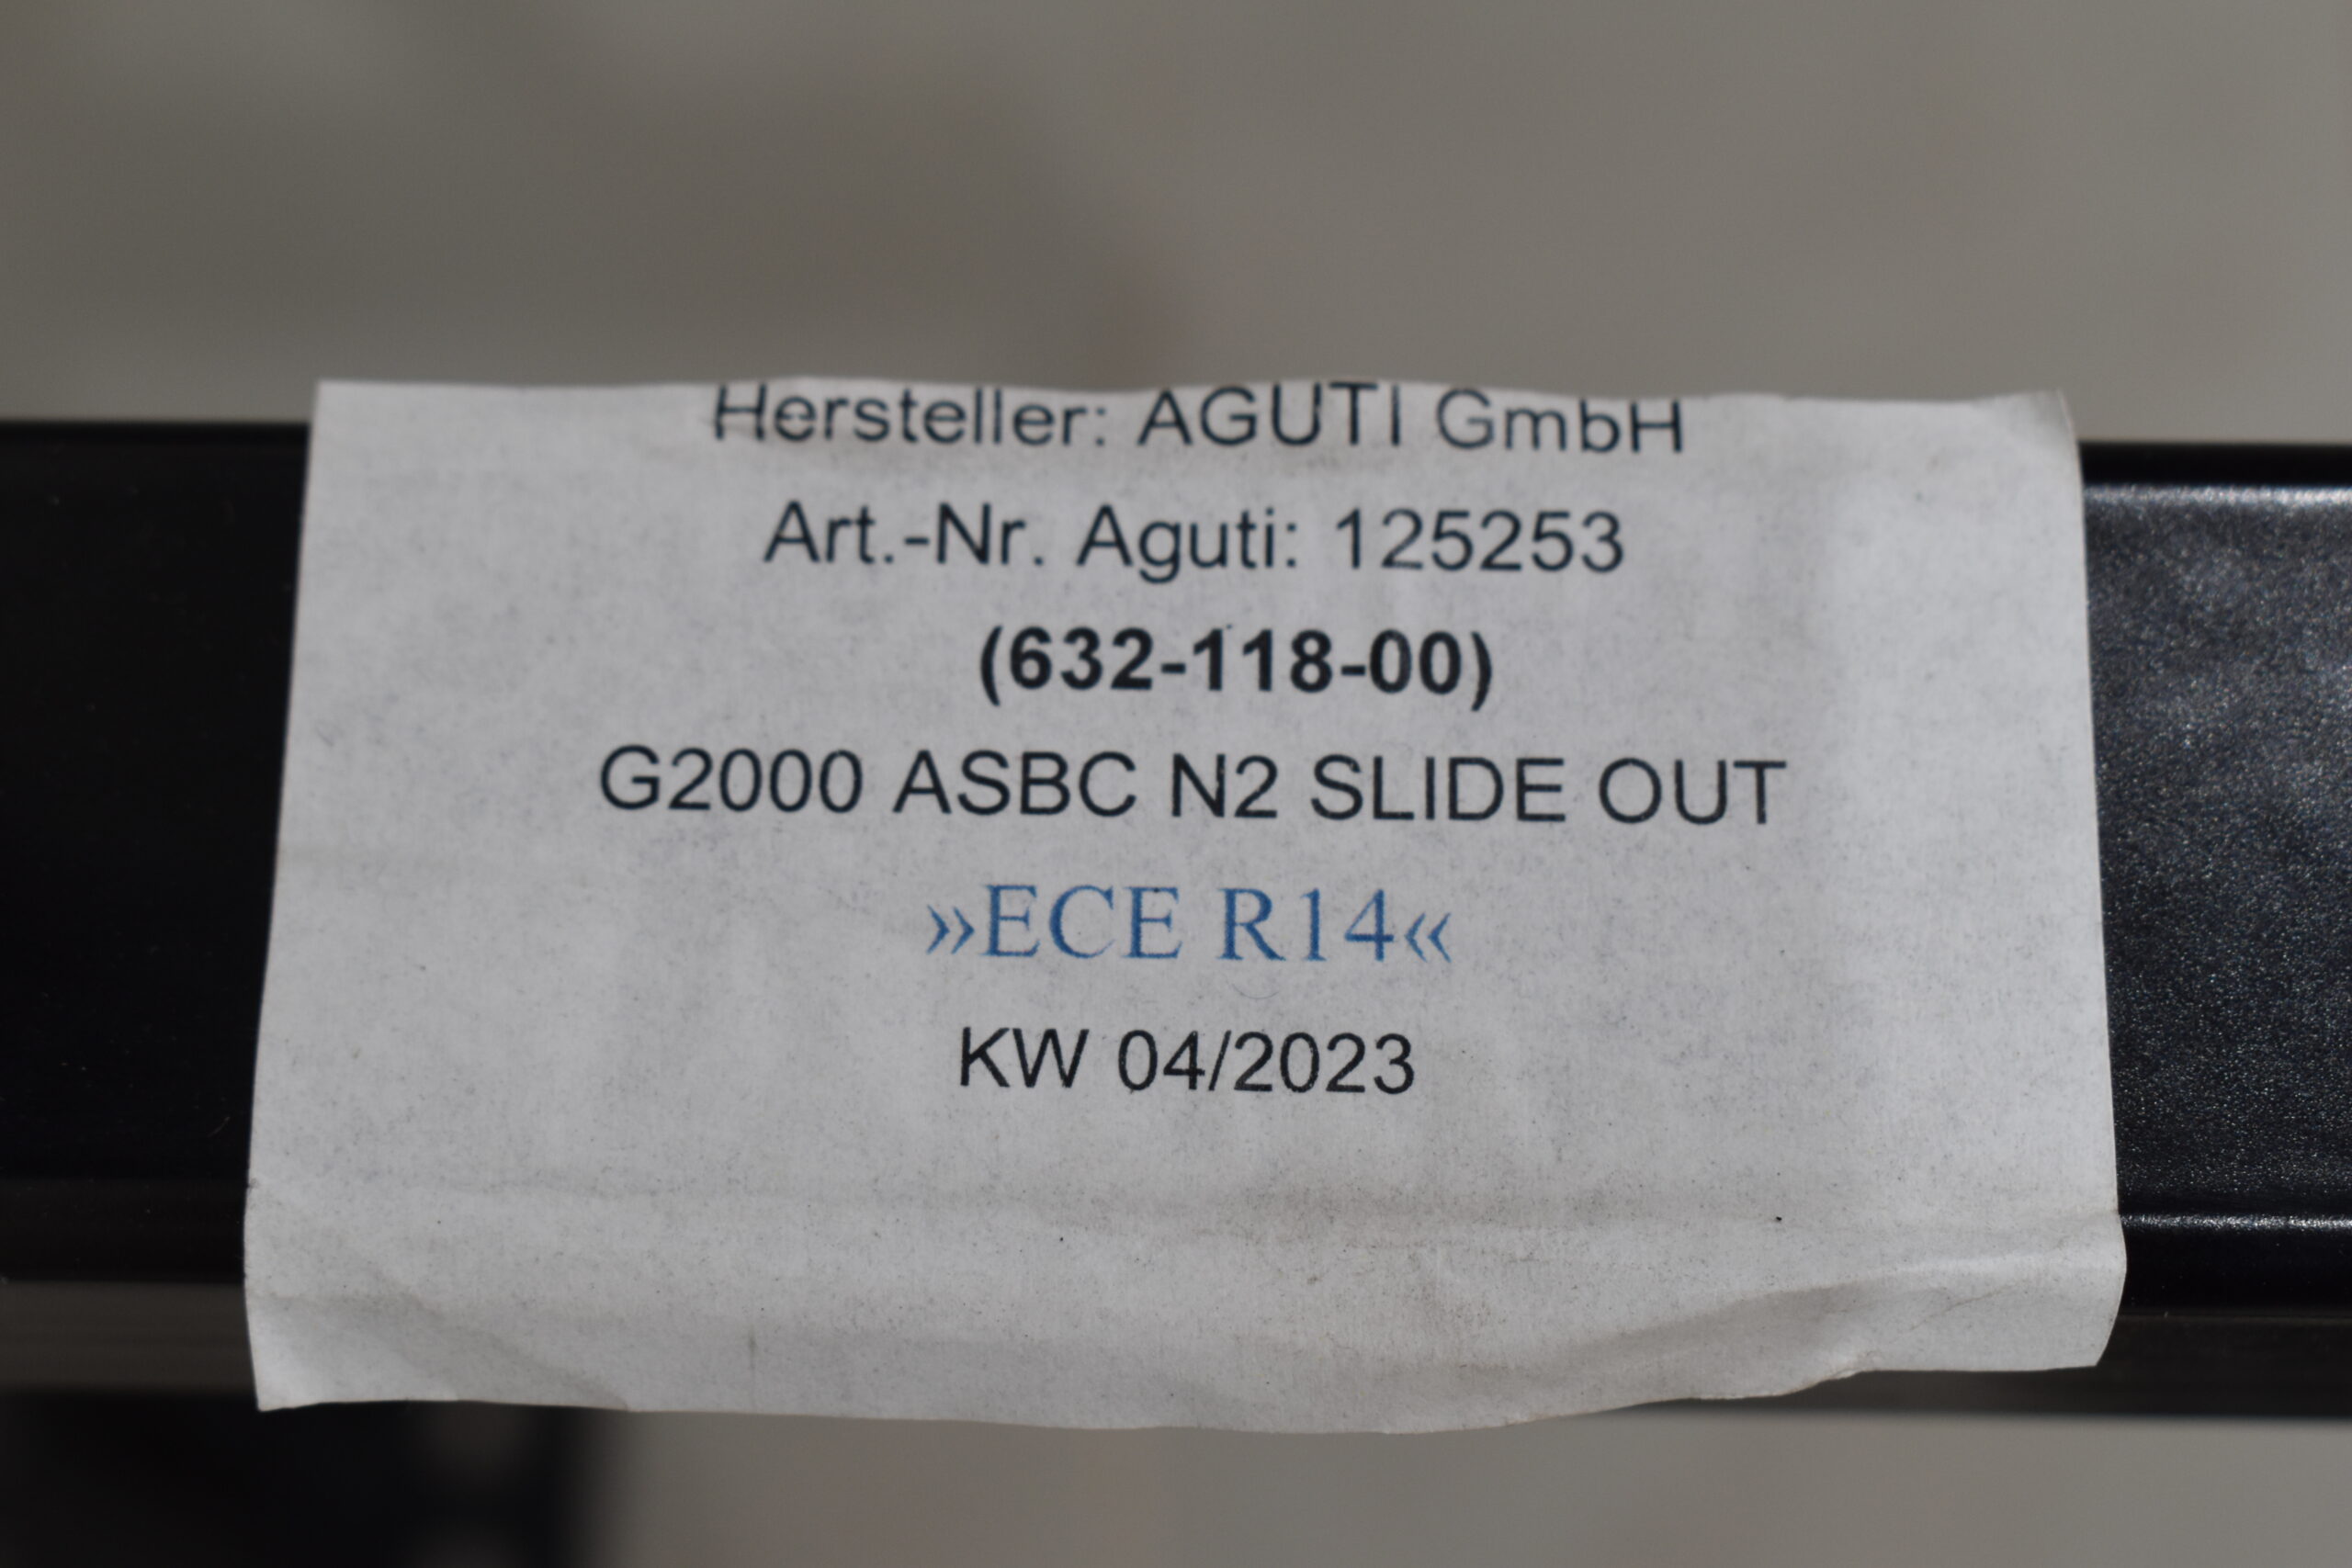 Hersteller: AGUTI GmbH
Art.-Nr. Aguti: 125253
(632-118-00)
G2000 ASBC N2 SLIDE OUT
»ECE R14«
KW 04/2023